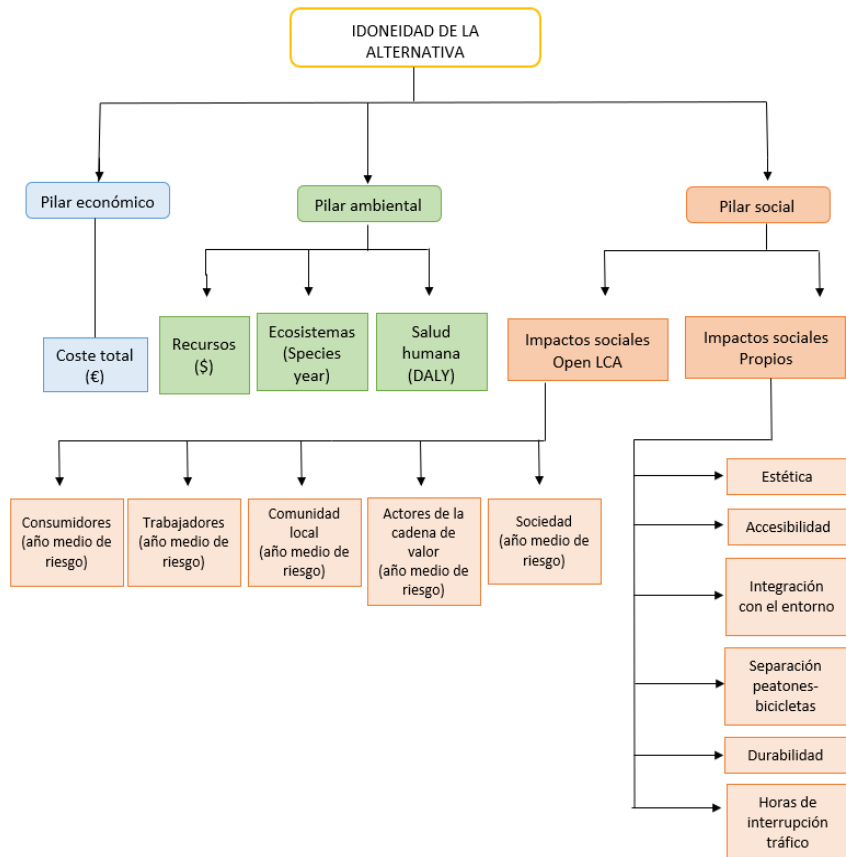 IDONEIDAD DE LA
ALTERNATIVA
Pilar económico
Pilar ambiental
Pilar social
Coste total
(€)
Recursos
($)
Ecosistemas
(Species
year)
Salud
humana
(DALY)
Impactos sociales
Open LCA
Impactos sociales
Propios
Consumidores
(año medio de
riesgo)
Trabajadores
(año medio de
riesgo)
Comunidad
local
(año medio de
riesgo)
Actores de la
cadena de
valor
(año medio de
riesgo)
Sociedad
(año medio de
riesgo)
Estética
Accesibilidad
Integración
con el entorno
Separación
peatones-
bicicletas
Durabilidad
Horas de
interrupción
tráfico